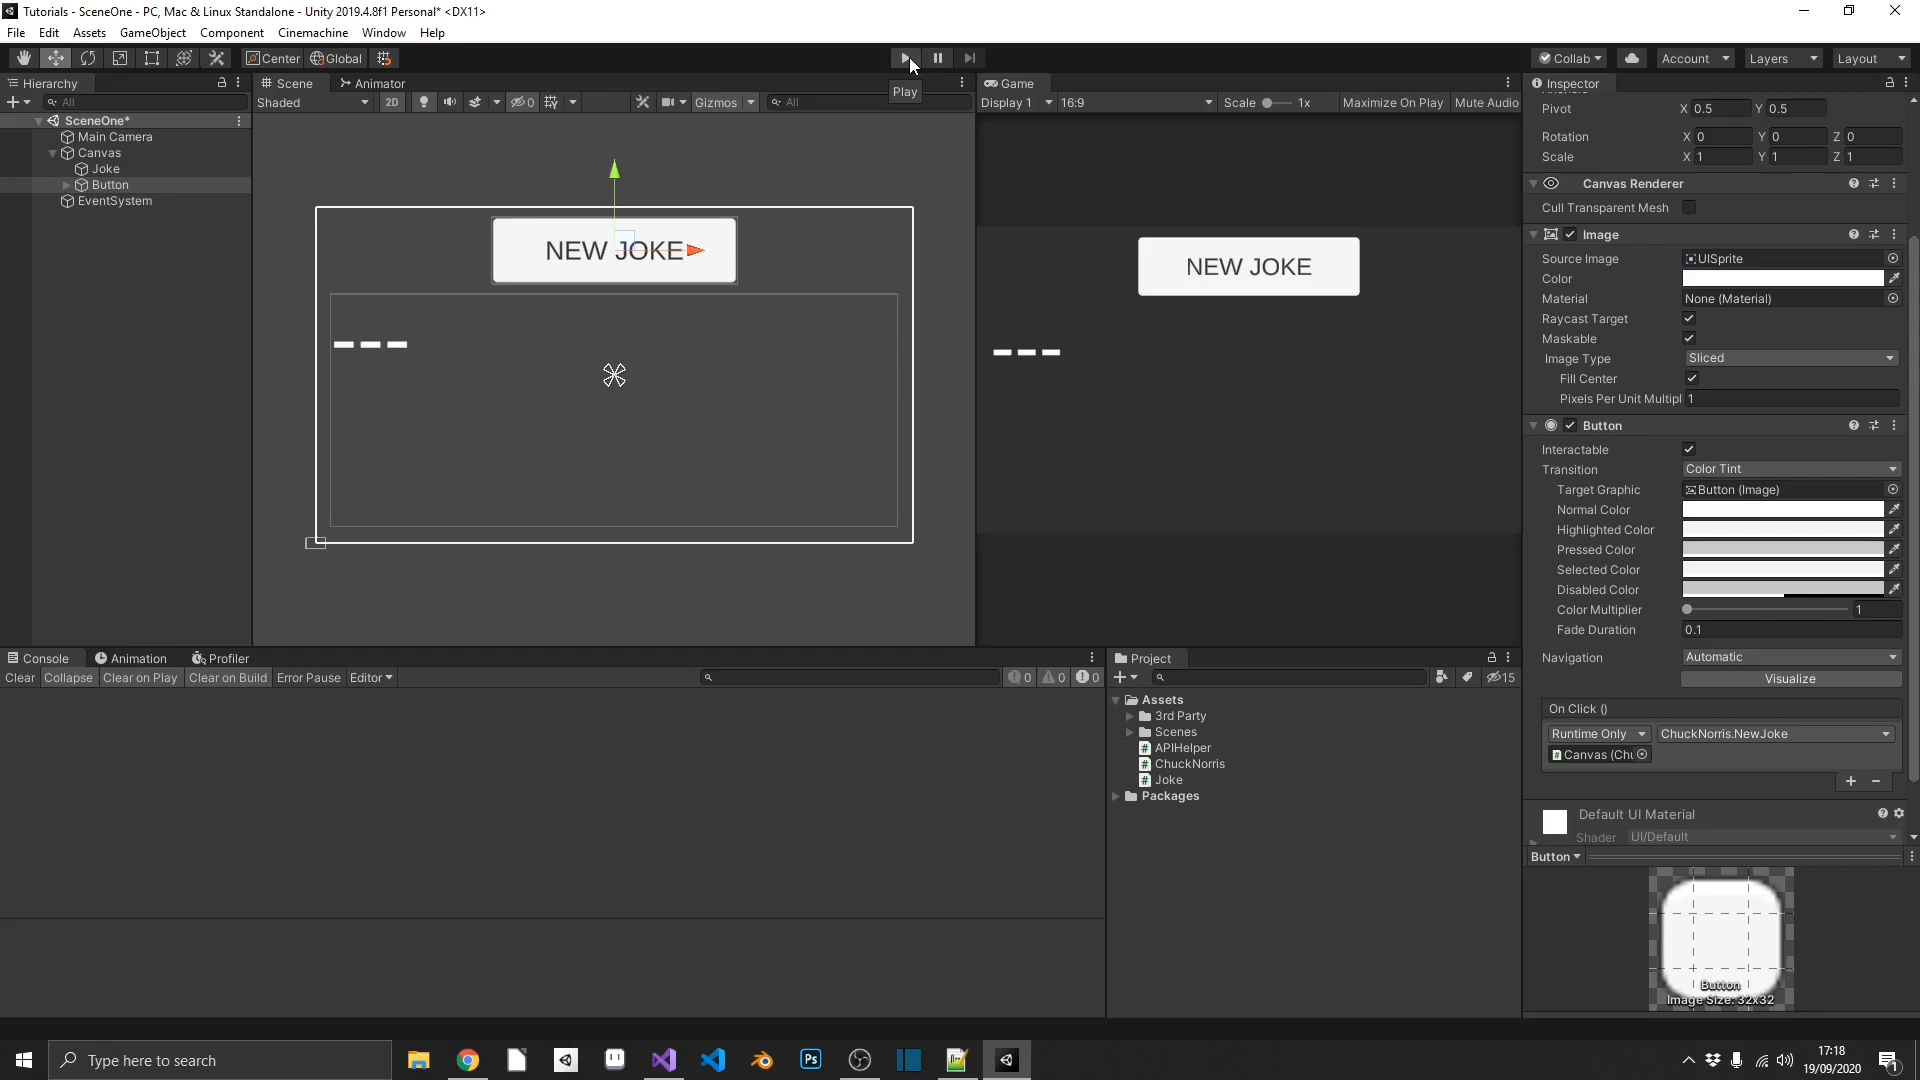 Tutorials - SceneOne - PC, Mac & Linux Standalone - Unity 2019.4.8f1 Personal* <DX11>
File Edit Assets GameObject Component Cinemachine Window Help
Center Global Collab Account Layers Layout
Play
Hierarchy
All
SceneOne*
Main Camera
Canvas
Joke
Button
EventSystem
Scene Animator
Shaded 2D 0 Gizmos All
NEW JOKE
Game
Display 1 16:9 Scale 1x Maximize On Play Mute Audio
NEW JOKE
Inspector
Pivot X 0.5 Y 0.5
Rotation X 0 Y 0 Z 0
Scale X 1 Y 1 Z 1
Canvas Renderer
Cull Transparent Mesh
Image
Source Image UISprite
Color
Material None (Material)
Raycast Target
Maskable
Image Type Sliced
Fill Center
Pixels Per Unit Multipl 1
Button
Interactable
Transition Color Tint
Target Graphic Button (Image)
Normal Color
Highlighted Color
Pressed Color
Selected Color
Disabled Color
Color Multiplier 1
Fade Duration 0.1
Navigation Automatic
Visualize
On Click ()
Runtime Only ChuckNorris.NewJoke
Canvas (Chu
+ −
Default UI Material
Shader UI/Default
Button
Button
Image Size: 32x32
Console Animation Profiler
Clear Collapse Clear on Play Clear on Build Error Pause Editor 0 0 0
Project
15
Assets
3rd Party
Scenes
APIHelper
ChuckNorris
Joke
Packages
Type here to search
Ps
17:18
19/09/2020
1